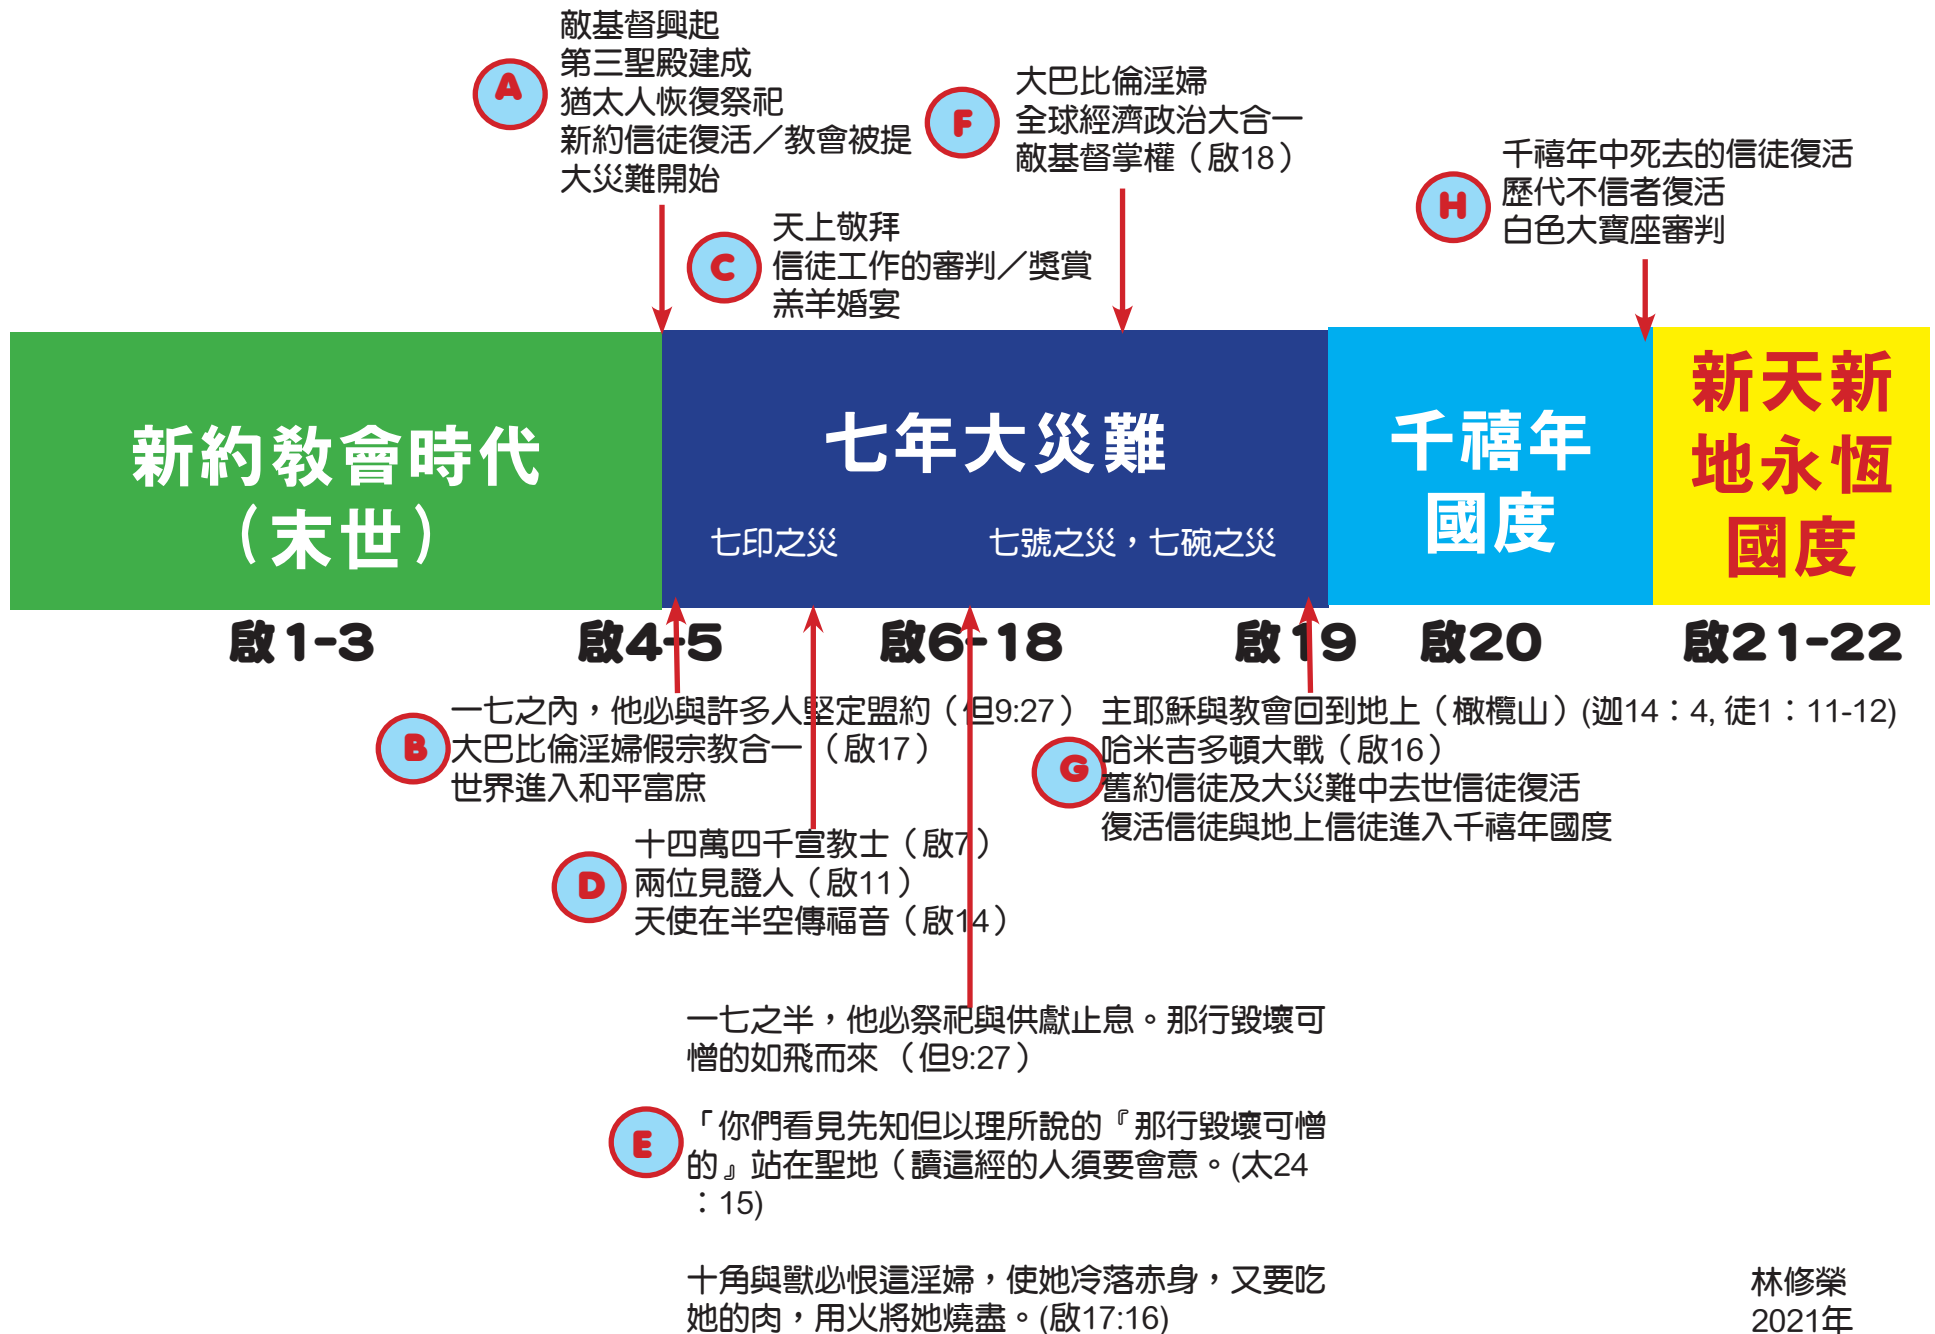 A
敵基督興起
第三聖殿建成
猶太人恢復祭祀
新約信徒復活／教會被提
大災難開始
F
大巴比倫淫婦
全球經濟政治大合一
敵基督掌權（啟18）
H
千禧年中死去的信徒復活
歷代不信者復活
白色大寶座審判
C
天上敬拜
信徒工作的審判／獎賞
羔羊婚宴
新約教會時代
（末世）
七年大災難
七印之災
七號之災，七碗之災
千禧年
國度
新天新
地永恆
國度
啟1-3
啟4-5
啟6-18
啟19
啟20
啟21-22
B
一七之內，他必與許多人堅定盟約（但9:27）
大巴比倫淫婦假宗教合一 （啟17）
世界進入和平富庶
G
主耶穌與教會回到地上（橄欖山）(迦14：4, 徒1：11-12)
哈米吉多頓大戰（啟16）
舊約信徒及大災難中去世信徒復活
復活信徒與地上信徒進入千禧年國度
D
十四萬四千宣教士（啟7）
兩位見證人（啟11）
天使在半空傳福音（啟14）
E
一七之半，他必祭祀與供獻止息。那行毀壞可
憎的如飛而來 （但9:27）
「你們看見先知但以理所說的『那行毀壞可憎
的』站在聖地（讀這經的人須要會意。(太24
：15)
十角與獸必恨這淫婦，使她冷落赤身，又要吃
她的肉，用火將她燒盡。(啟17:16)
林修榮
2021年